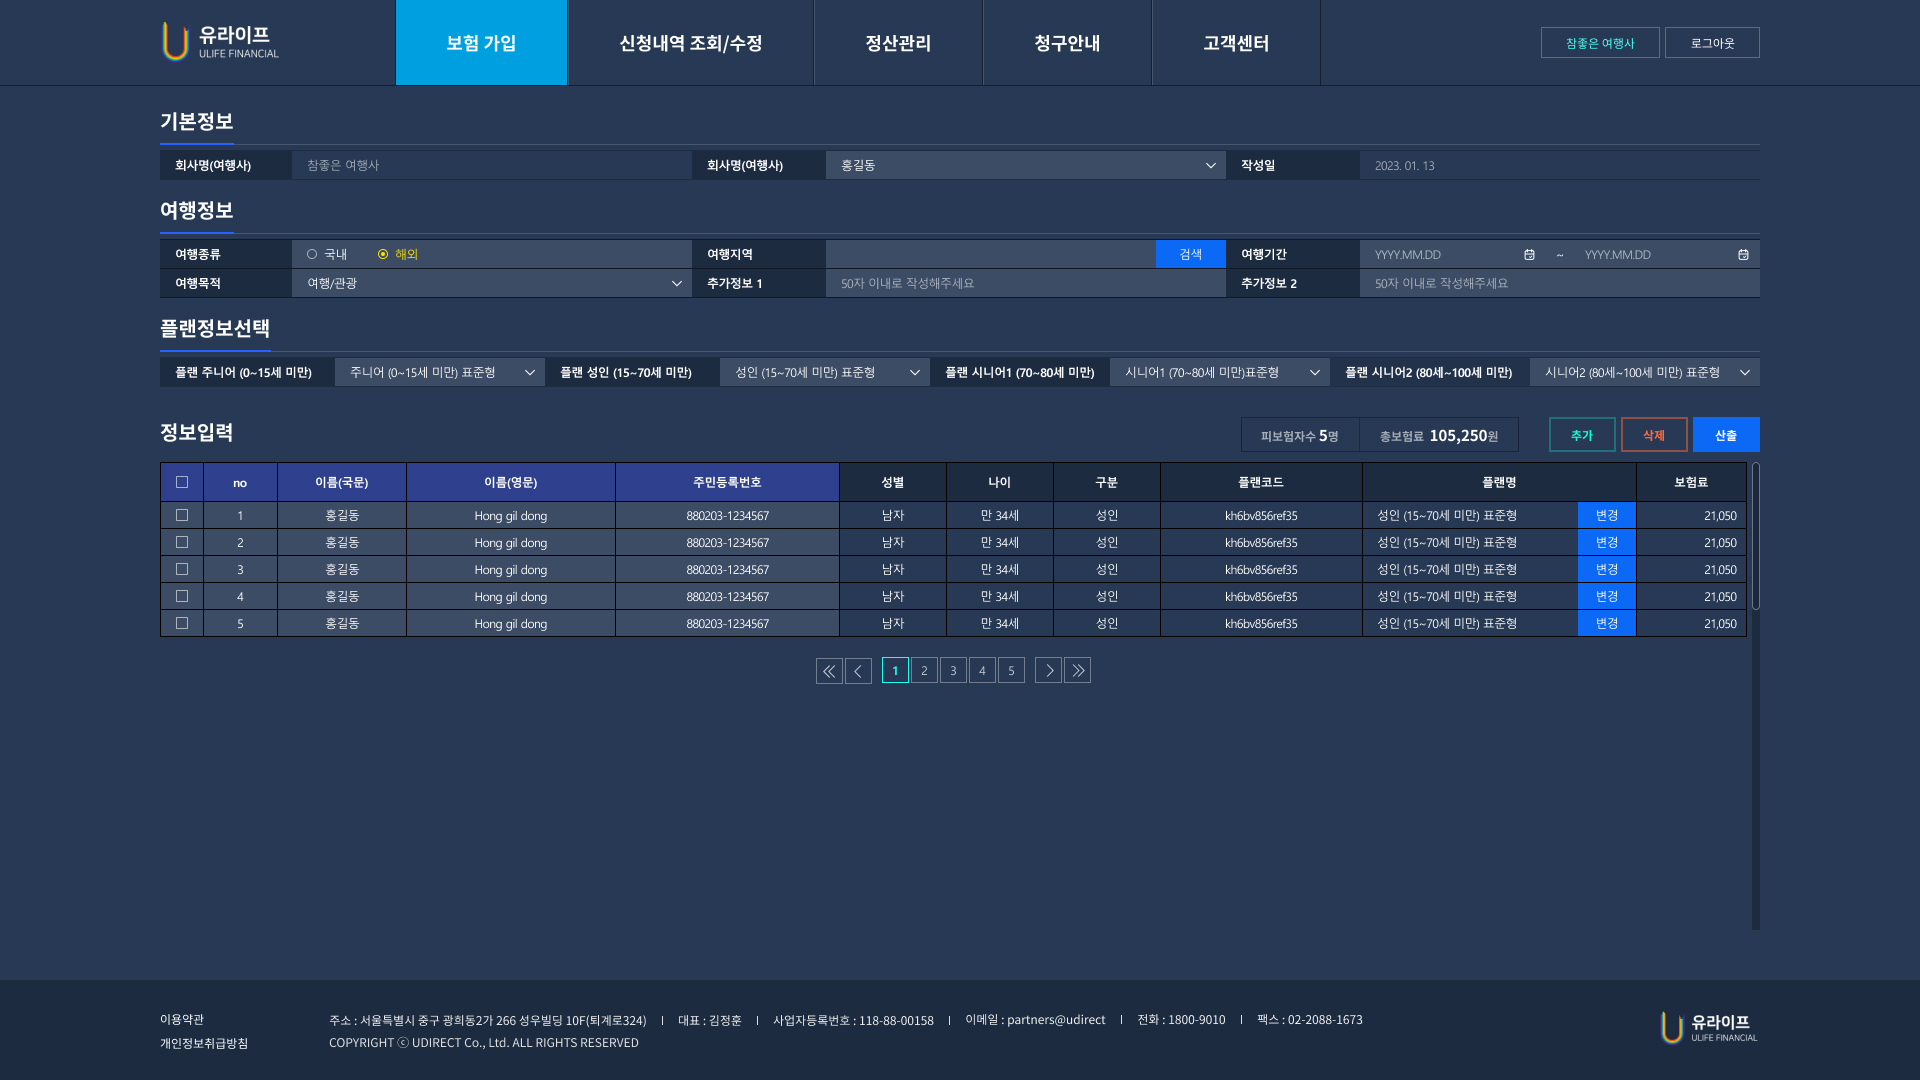 유라이프
ULIFE FINANCIAL
보험 가입
신청내역 조회/수정
정산관리
청구안내
고객센터
참좋은 여행사
로그아웃
기본정보
회사명(여행사) 참좋은 여행사 회사명(여행사) 홍길동 작성일 2023. 01. 13
여행정보
여행종류 국내 해외 여행지역 검색 여행기간 YYYY.MM.DD ~ YYYY.MM.DD
여행목적 여행/관광 추가정보 1 50자 이내로 작성해주세요 추가정보 2 50자 이내로 작성해주세요
플랜정보선택
플랜 주니어 (0~15세 미만) 주니어 (0~15세 미만) 표준형 플랜 성인 (15~70세 미만) 성인 (15~70세 미만) 표준형 플랜 시니어1 (70~80세 미만) 시니어1 (70~80세 미만)표준형 플랜 시니어2 (80세~100세 미만) 시니어2 (80세~100세 미만) 표준형
정보입력
피보험자수 5명 총보험료 105,250원 추가 삭제 산출
no 이름(국문) 이름(영문) 주민등록번호 성별 나이 구분 플랜코드 플랜명 보험료
1 홍길동 Hong gil dong 880203-1234567 남자 만 34세 성인 kh6bv856ref35 성인 (15~70세 미만) 표준형 변경 21,050
2 홍길동 Hong gil dong 880203-1234567 남자 만 34세 성인 kh6bv856ref35 성인 (15~70세 미만) 표준형 변경 21,050
3 홍길동 Hong gil dong 880203-1234567 남자 만 34세 성인 kh6bv856ref35 성인 (15~70세 미만) 표준형 변경 21,050
4 홍길동 Hong gil dong 880203-1234567 남자 만 34세 성인 kh6bv856ref35 성인 (15~70세 미만) 표준형 변경 21,050
5 홍길동 Hong gil dong 880203-1234567 남자 만 34세 성인 kh6bv856ref35 성인 (15~70세 미만) 표준형 변경 21,050
1 2 3 4 5
이용약관
개인정보취급방침
주소 : 서울특별시 중구 광희동2가 266 성우빌딩 10F(퇴계로324) | 대표 : 김정훈 | 사업자등록번호 : 118-88-00158 | 이메일 : partners@udirect | 전화 : 1800-9010 | 팩스 : 02-2088-1673
COPYRIGHT ⓒ UDIRECT Co., Ltd. ALL RIGHTS RESERVED
유라이프
ULIFE FINANCIAL